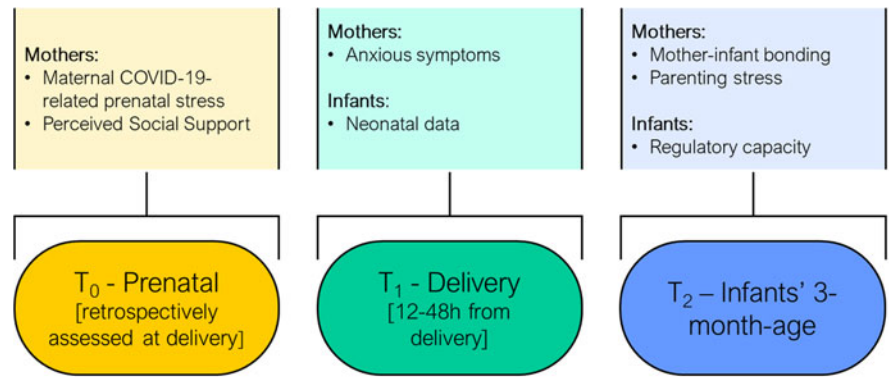 Mothers:
• Maternal COVID-19-
related prenatal stress
• Perceived Social Support
Mothers:
• Anxious symptoms
Infants:
• Neonatal data
Mothers:
• Mother-infant bonding
• Parenting stress
Infants:
• Regulatory capacity
T0 - Prenatal
[retrospectively
assessed at delivery]
T1 - Delivery
[12-48h from
delivery]
T2 – Infants' 3-
month-age